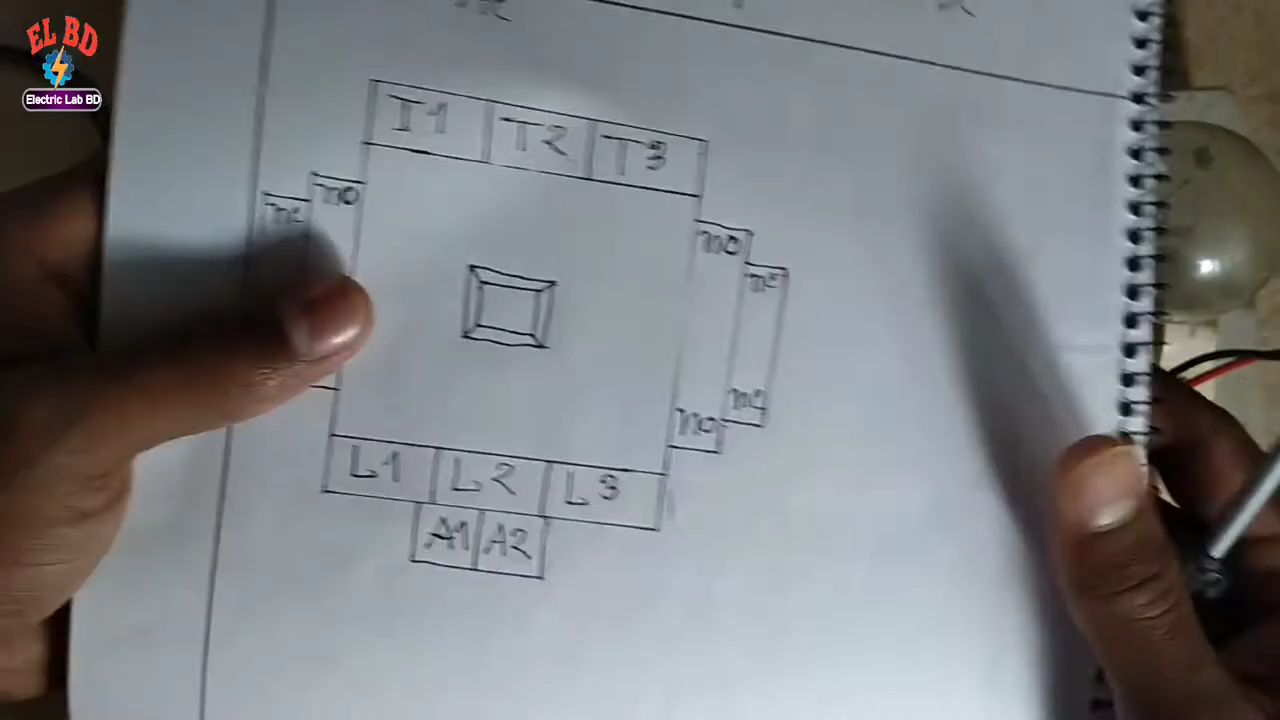 EL BD
Electric Lab BD
T1 T2 T3
no
nc
no
nc
nc
no
L1 L2 L3
A1 A2